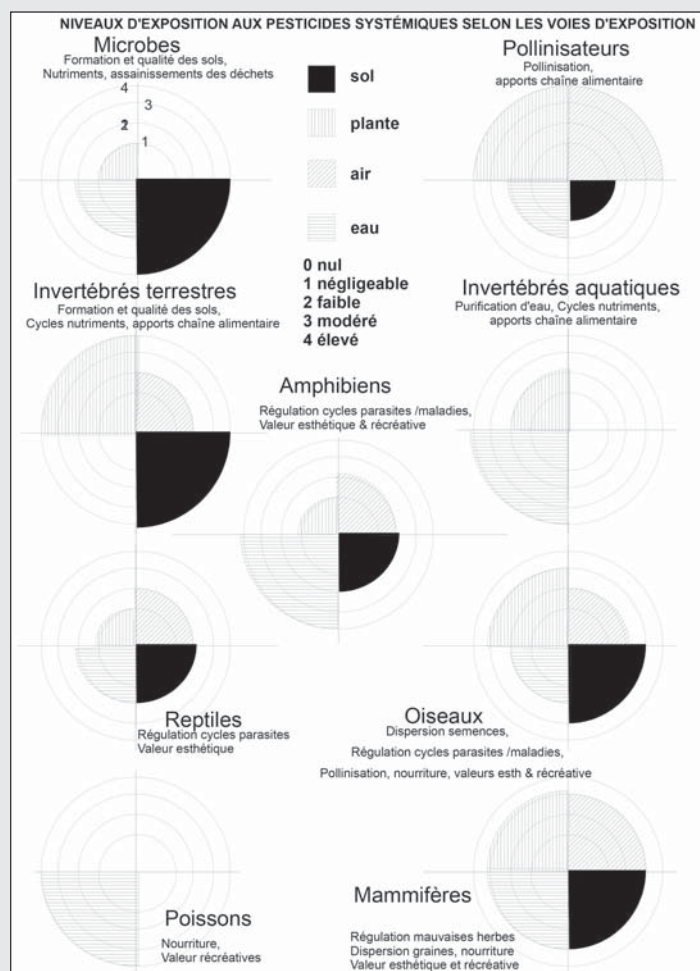 NIVEAUX D'EXPOSITION AUX PESTICIDES SYSTÉMIQUES SELON LES VOIES D'EXPOSITION
Microbes
Formation et qualité des sols,
Nutriments, assainissements des déchets
4
3
2
1
sol
plante
air
eau
0 nul
1 négligeable
2 faible
3 modéré
4 élevé
Pollinisateurs
Pollinisation,
apports chaîne alimentaire
Invertébrés terrestres
Formation et qualité des sols,
Cycles nutriments, apports chaîne alimentaire
Invertébrés aquatiques
Purification d'eau, Cycles nutriments,
apports chaîne alimentaire
Amphibiens
Régulation cycles parasites /maladies,
Valeur esthétique & récréative
Reptiles
Régulation cycles parasites
Valeur esthétique
Oiseaux
Dispersion semences,
Régulation cycles parasites /maladies,
Pollinisation, nourriture, valeurs esth & récréative
Poissons
Nourriture,
Valeur récréatives
Mammifères
Régulation mauvaises herbes
Dispersion graines, nourriture
Valeur esthétique et récréative